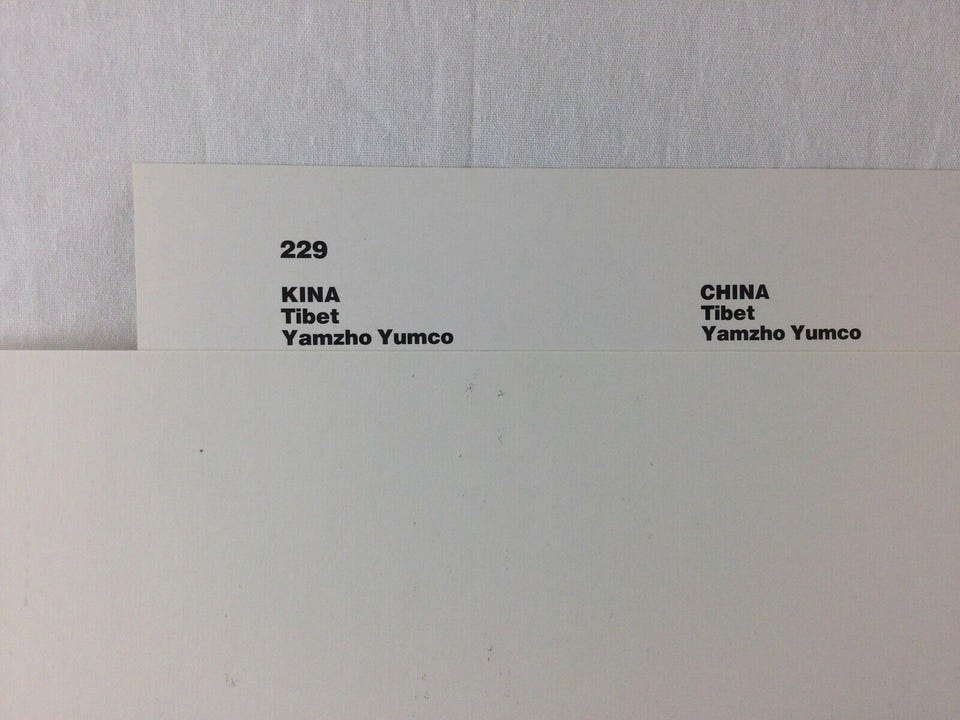 229
KINA
Tibet
Yamzho Yumco
CHINA
Tibet
Yamzho Yumco